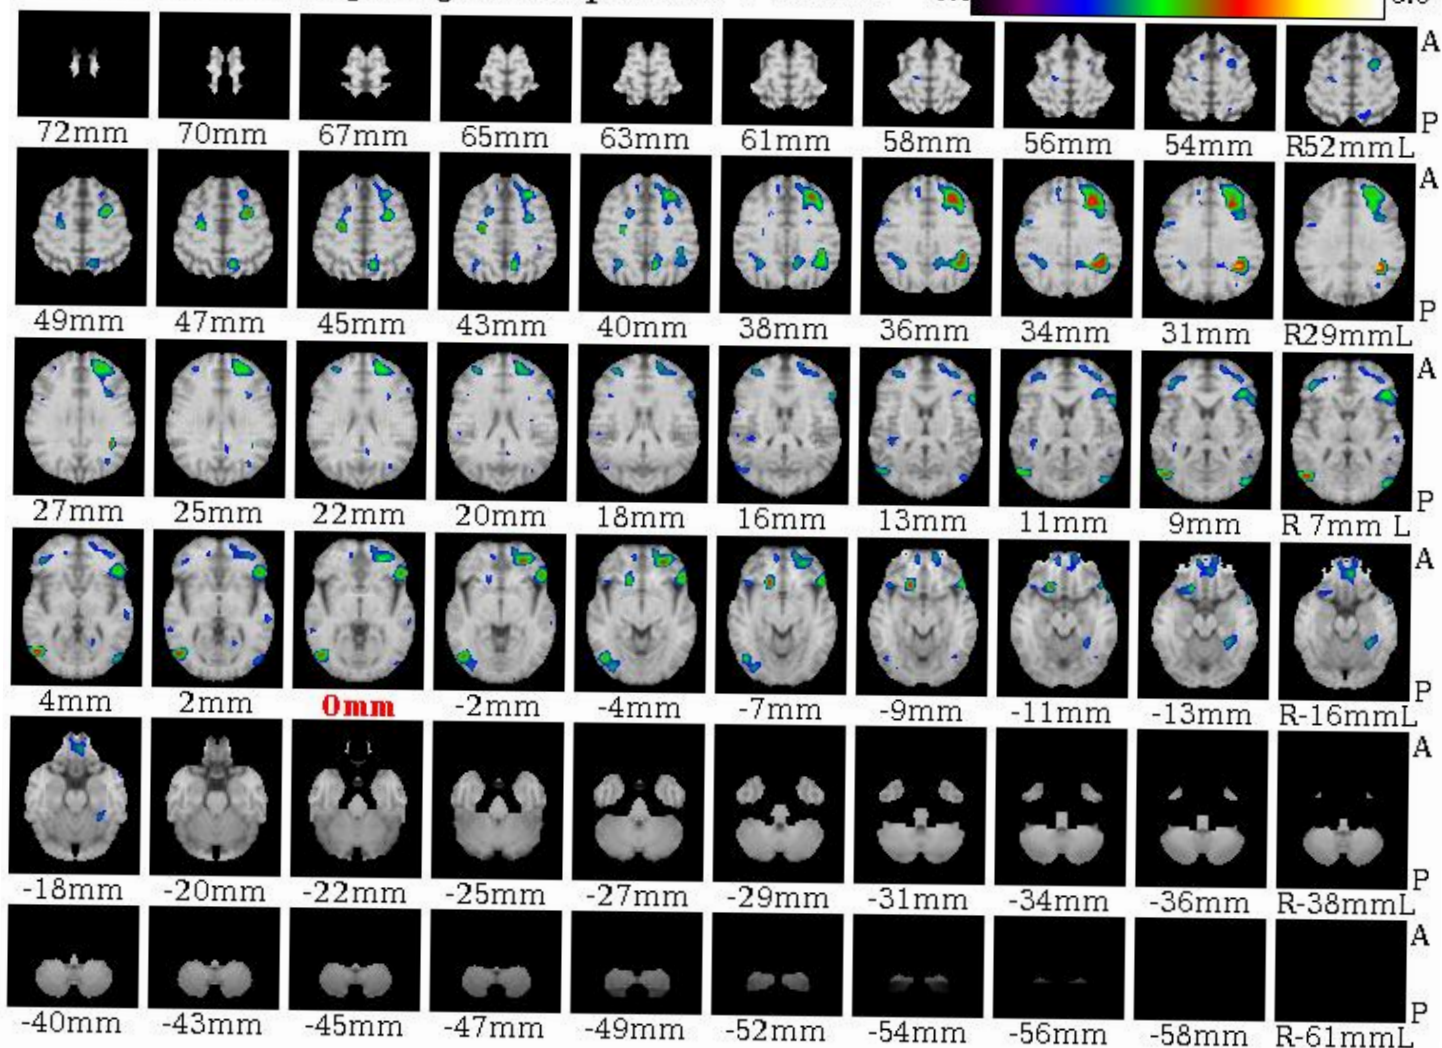 72mm 70mm 67mm 65mm 63mm 61mm 58mm 56mm 54mm R52mmL
A
P
49mm 47mm 45mm 43mm 40mm 38mm 36mm 34mm 31mm R29mmL
A
P
27mm 25mm 22mm 20mm 18mm 16mm 13mm 11mm 9mm R 7mm L
A
P
4mm 2mm 0mm -2mm -4mm -7mm -9mm -11mm -13mm R-16mmL
A
P
-18mm -20mm -22mm -25mm -27mm -29mm -31mm -34mm -36mm R-38mmL
A
P
-40mm -43mm -45mm -47mm -49mm -52mm -54mm -56mm -58mm R-61mmL
A
P